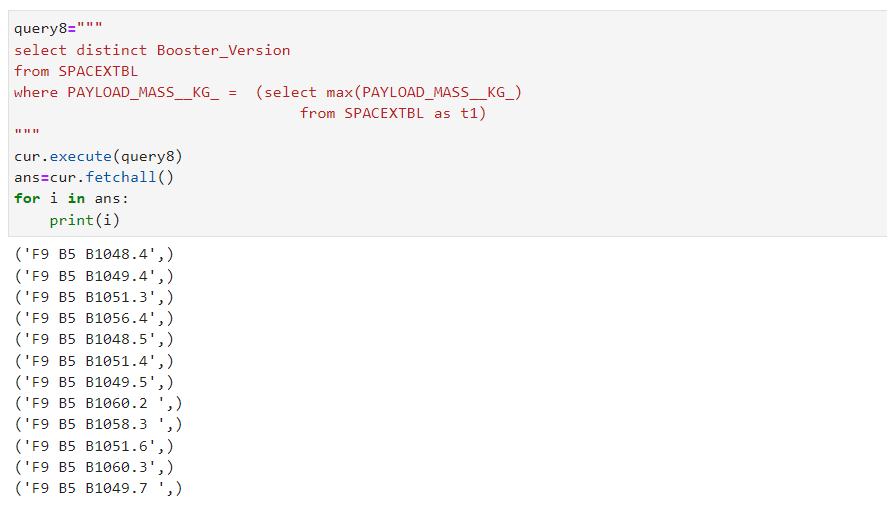 query8="""
select distinct Booster_Version
from SPACEXTBL
where PAYLOAD_MASS__KG_ =  (select max(PAYLOAD_MASS__KG_)
                                from SPACEXTBL as t1)
"""
cur.execute(query8)
ans=cur.fetchall()
for i in ans:
    print(i)
('F9 B5 B1048.4',)
('F9 B5 B1049.4',)
('F9 B5 B1051.3',)
('F9 B5 B1056.4',)
('F9 B5 B1048.5',)
('F9 B5 B1051.4',)
('F9 B5 B1049.5',)
('F9 B5 B1060.2 ',)
('F9 B5 B1058.3 ',)
('F9 B5 B1051.6',)
('F9 B5 B1060.3',)
('F9 B5 B1049.7 ',)